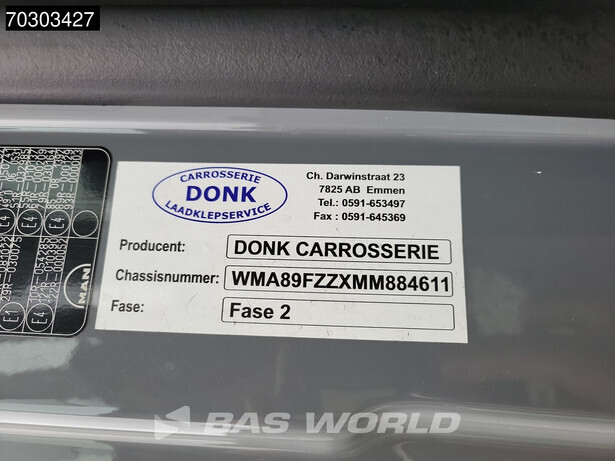 70303427
CARROSSERIE
DONK
LAADKLEPSERVICE
Ch. Darwinstraat 23
7825 AB Emmen
Tel.: 0591-653497
Fax : 0591-645369
Producent: DONK CARROSSERIE
Chassisnummer: WMA89FZZXMM884611
Fase: Fase 2
MAN
BAS WORLD